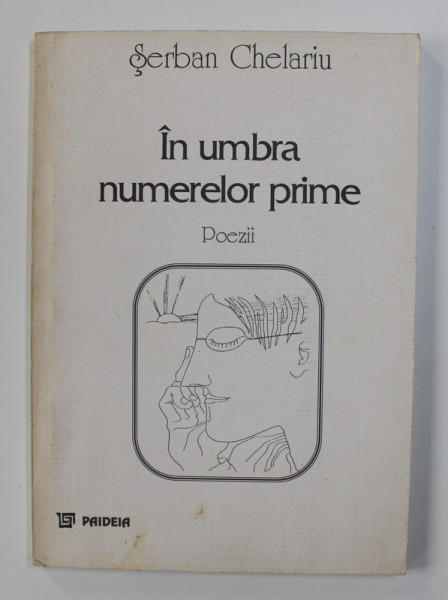 Şerban Chelariu
În umbra
numerelor prime
Poezii
PAIDEIA